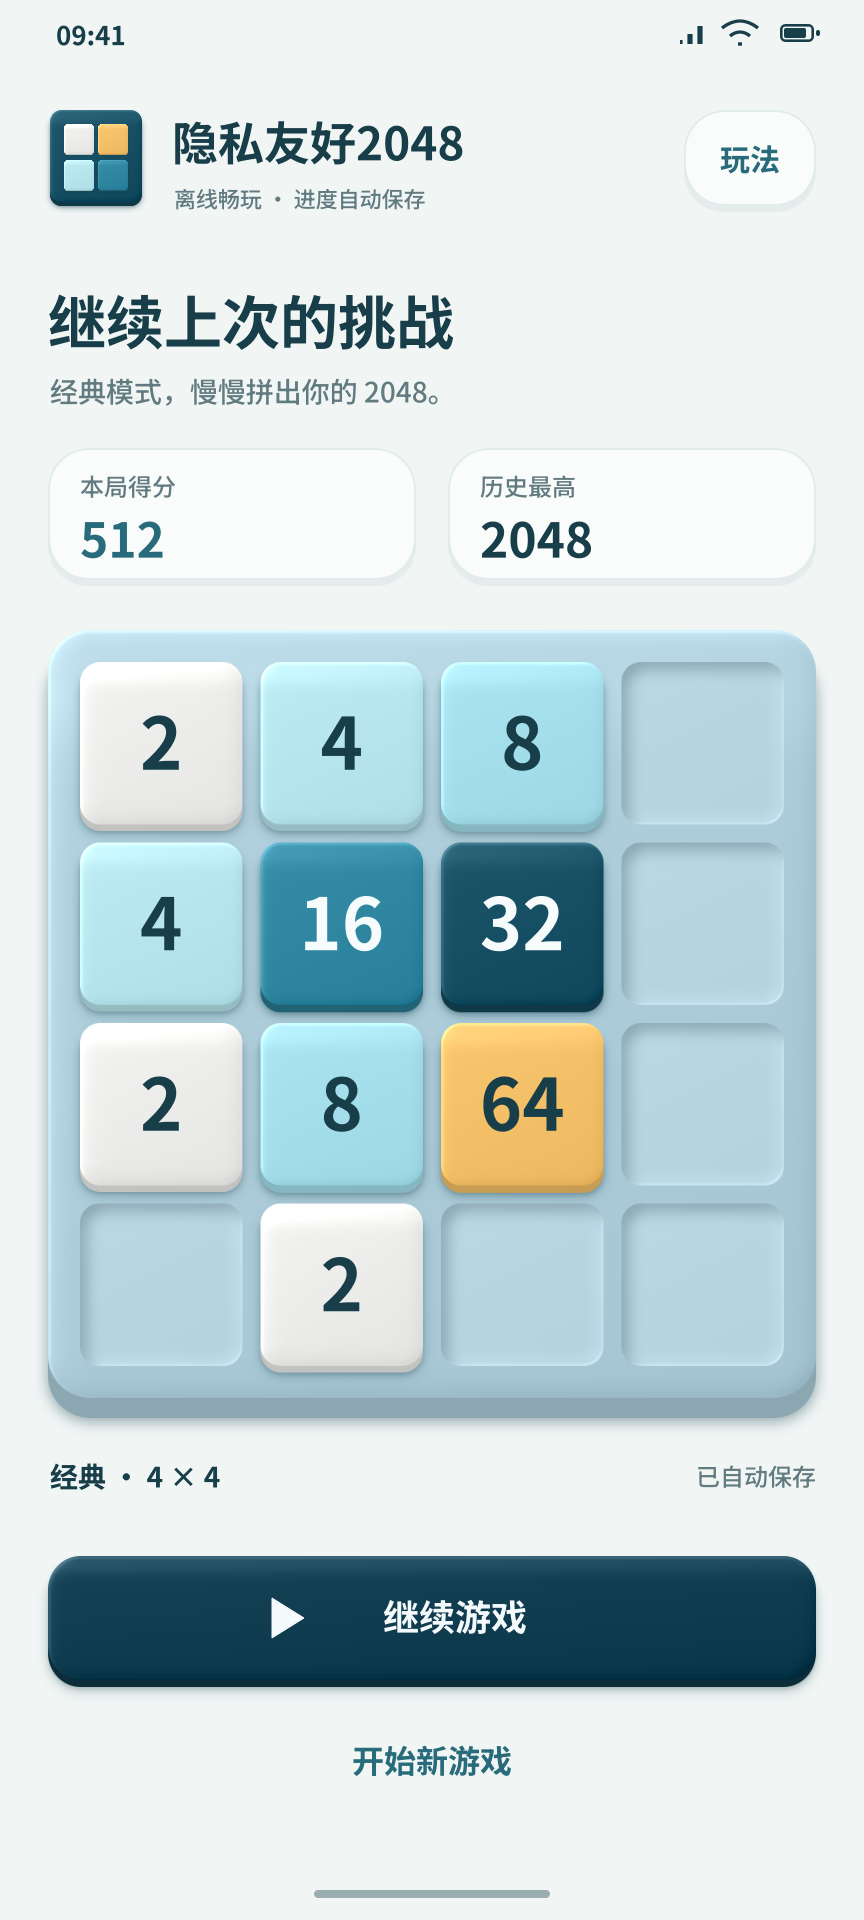 09:41
隐私友好2048
离线畅玩 · 进度自动保存
玩法
继续上次的挑战
经典模式，慢慢拼出你的 2048。
本局得分
历史最高
512
2048
2 4 8
4 16 32
2 8 64
2
经典 · 4 × 4
已自动保存
继续游戏
开始新游戏